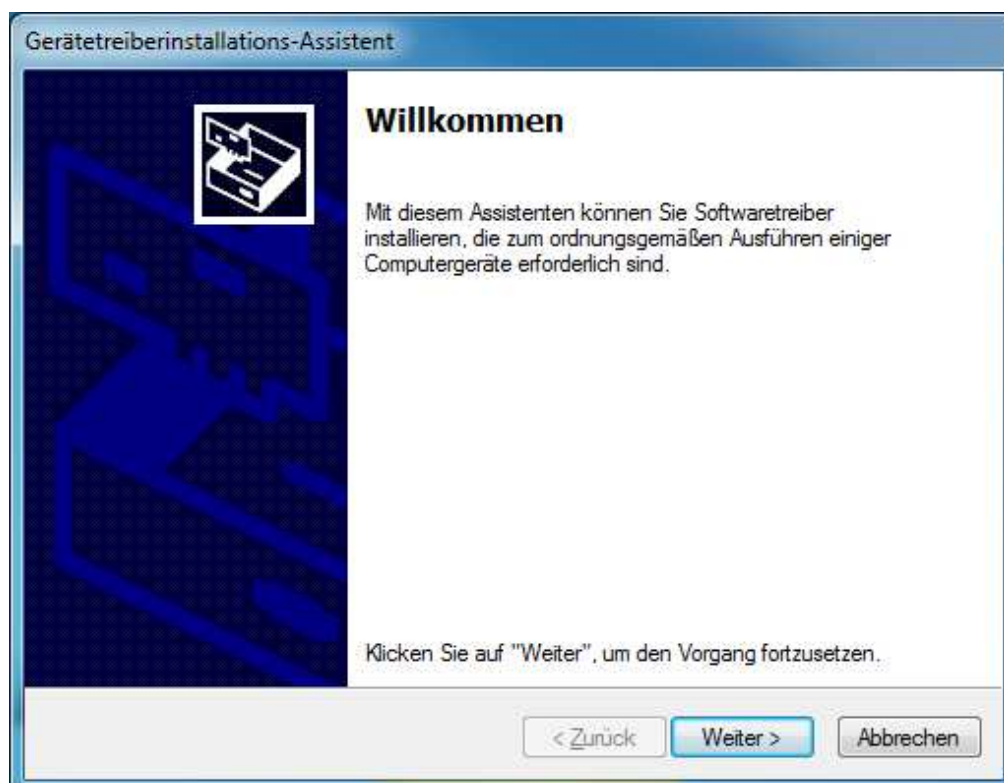 Gerätetreiberinstallations-Assistent
Willkommen
Mit diesem Assistenten können Sie Softwaretreiber
installieren, die zum ordnungsgemäßen Ausführen einiger
Computergeräte erforderlich sind.
Klicken Sie auf "Weiter", um den Vorgang fortzusetzen.
< Zurück Weiter > Abbrechen